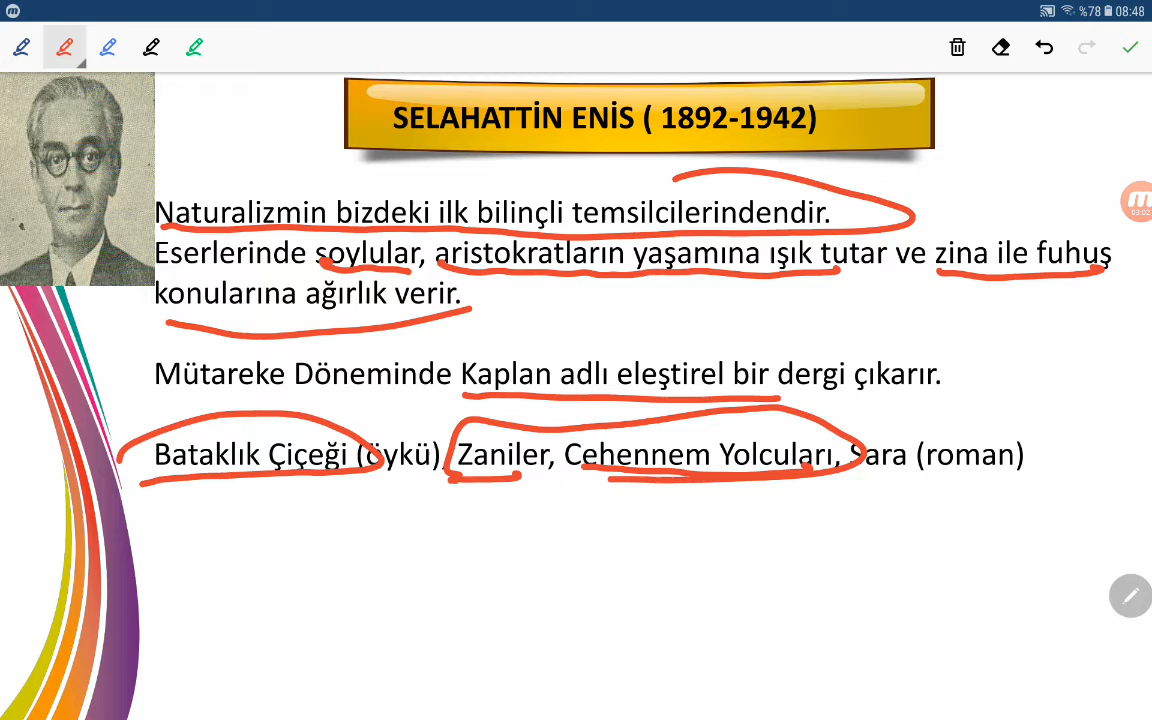 %78 08:48
SELAHATTİN ENİS ( 1892-1942)
Naturalizmin bizdeki ilk bilinçli temsilcilerindendir.
03:02
Eserlerinde soylular, aristokratların yaşamına ışık tutar ve zina ile fuhuş
konularına ağırlık verir.
Mütareke Döneminde Kaplan adlı eleştirel bir dergi çıkarır.
Bataklık Çiçeği (öykü), Zaniler, Cehennem Yolcuları, Sara (roman)